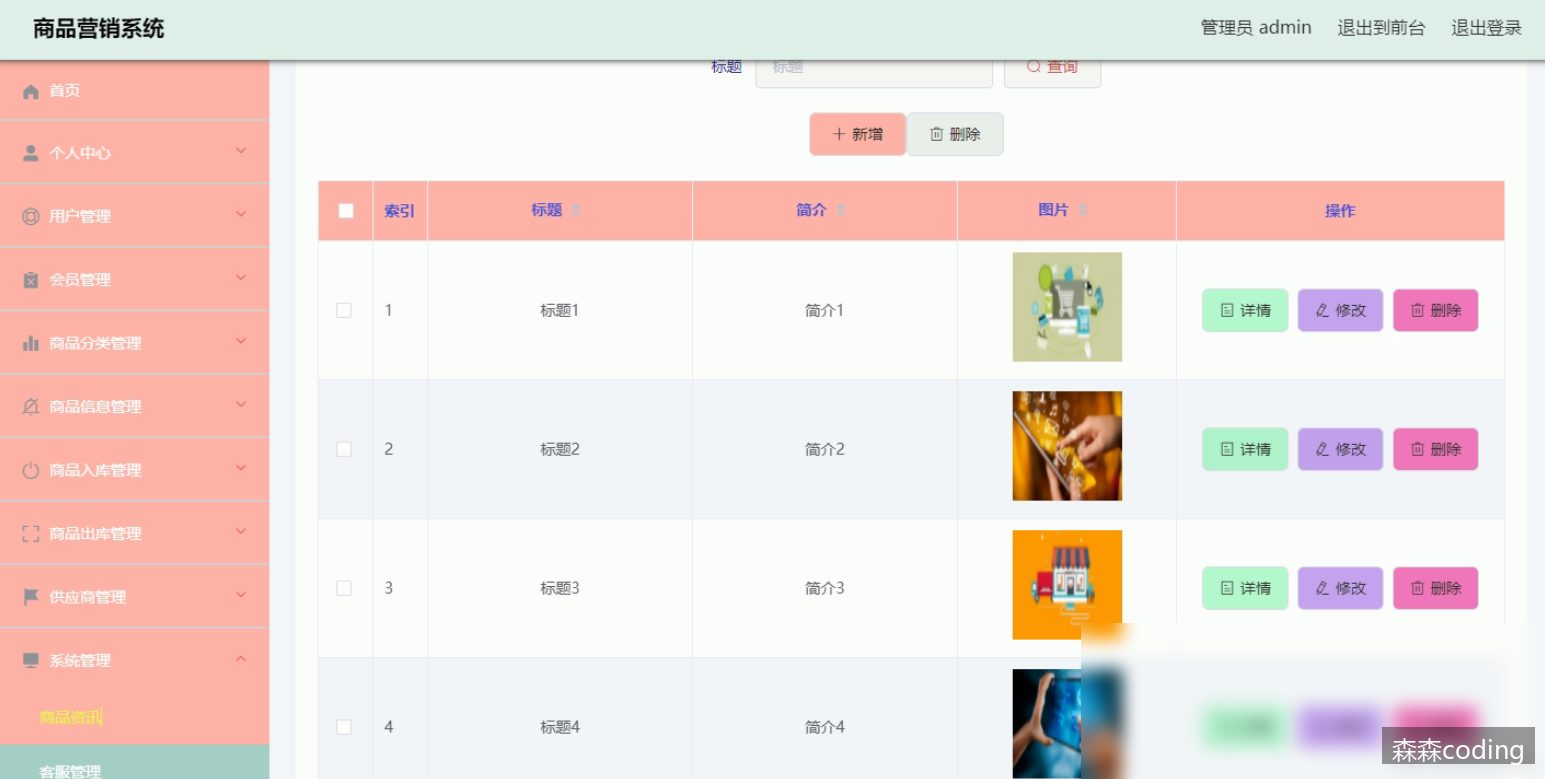 商品营销系统
管理员 admin 退出到前台 退出登录
首页
个人中心
用户管理
会员管理
商品分类管理
商品信息管理
商品入库管理
商品出库管理
供应商管理
系统管理
商品资讯
客服管理
标题 标题 查询
新增 删除
索引 标题 简介 图片 操作
1 标题1 简介1 详情 修改 删除
2 标题2 简介2 详情 修改 删除
3 标题3 简介3 详情 修改 删除
4 标题4 简介4
森森coding